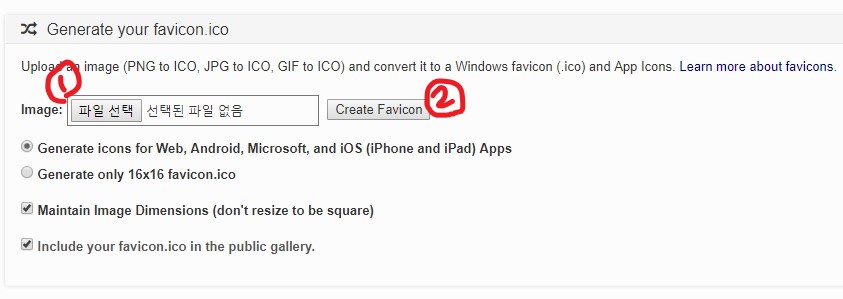 Generate your favicon.ico
Upload an image (PNG to ICO, JPG to ICO, GIF to ICO) and convert it to a Windows favicon (.ico) and App Icons. Learn more about favicons.
1 2
Image: 파일 선택 선택된 파일 없음 Create Favicon
Generate icons for Web, Android, Microsoft, and iOS (iPhone and iPad) Apps
Generate only 16x16 favicon.ico
Maintain Image Dimensions (don't resize to be square)
Include your favicon.ico in the public gallery.